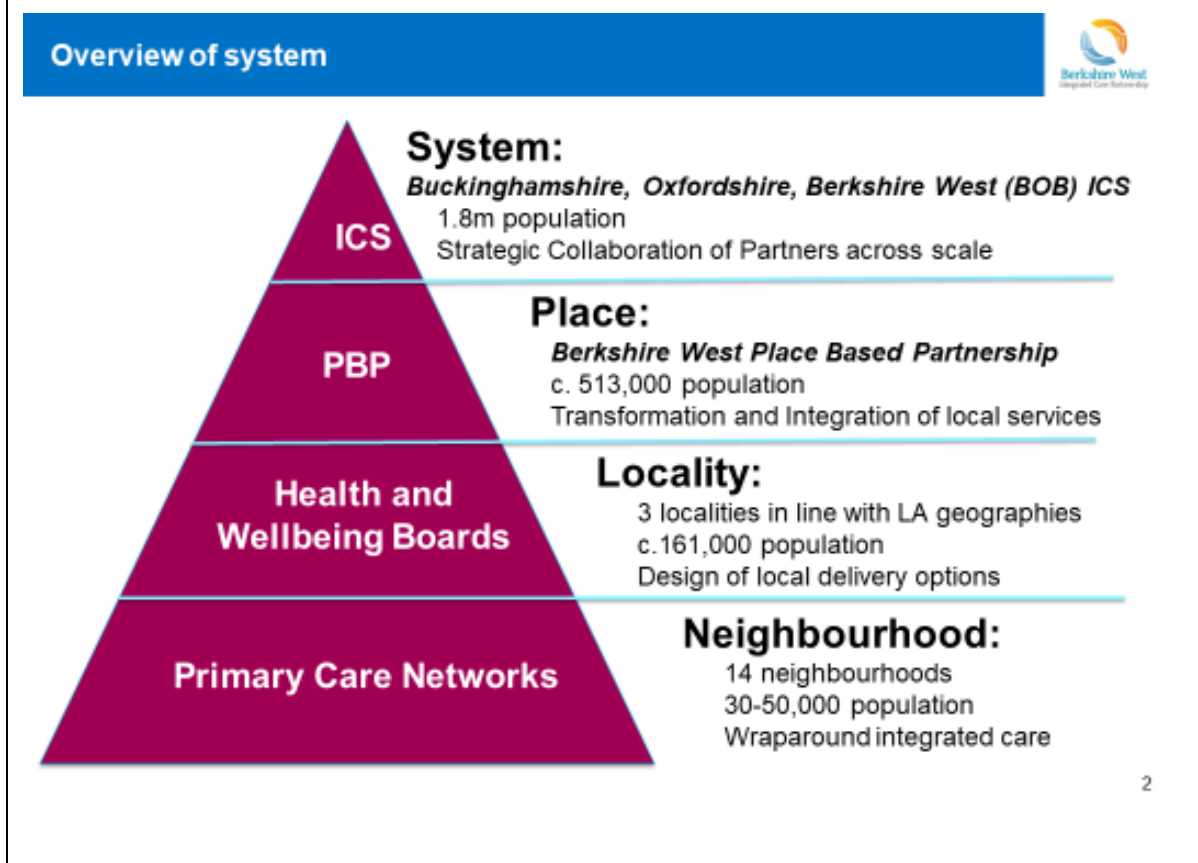 Overview of system
Berkshire West
Integrated Care Partnership
System:
Buckinghamshire, Oxfordshire, Berkshire West (BOB) ICS
1.8m population
Strategic Collaboration of Partners across scale
ICS
Place:
Berkshire West Place Based Partnership
c. 513,000 population
Transformation and Integration of local services
PBP
Locality:
3 localities in line with LA geographies
c.161,000 population
Design of local delivery options
Health and
Wellbeing Boards
Neighbourhood:
14 neighbourhoods
30-50,000 population
Wraparound integrated care
Primary Care Networks
2